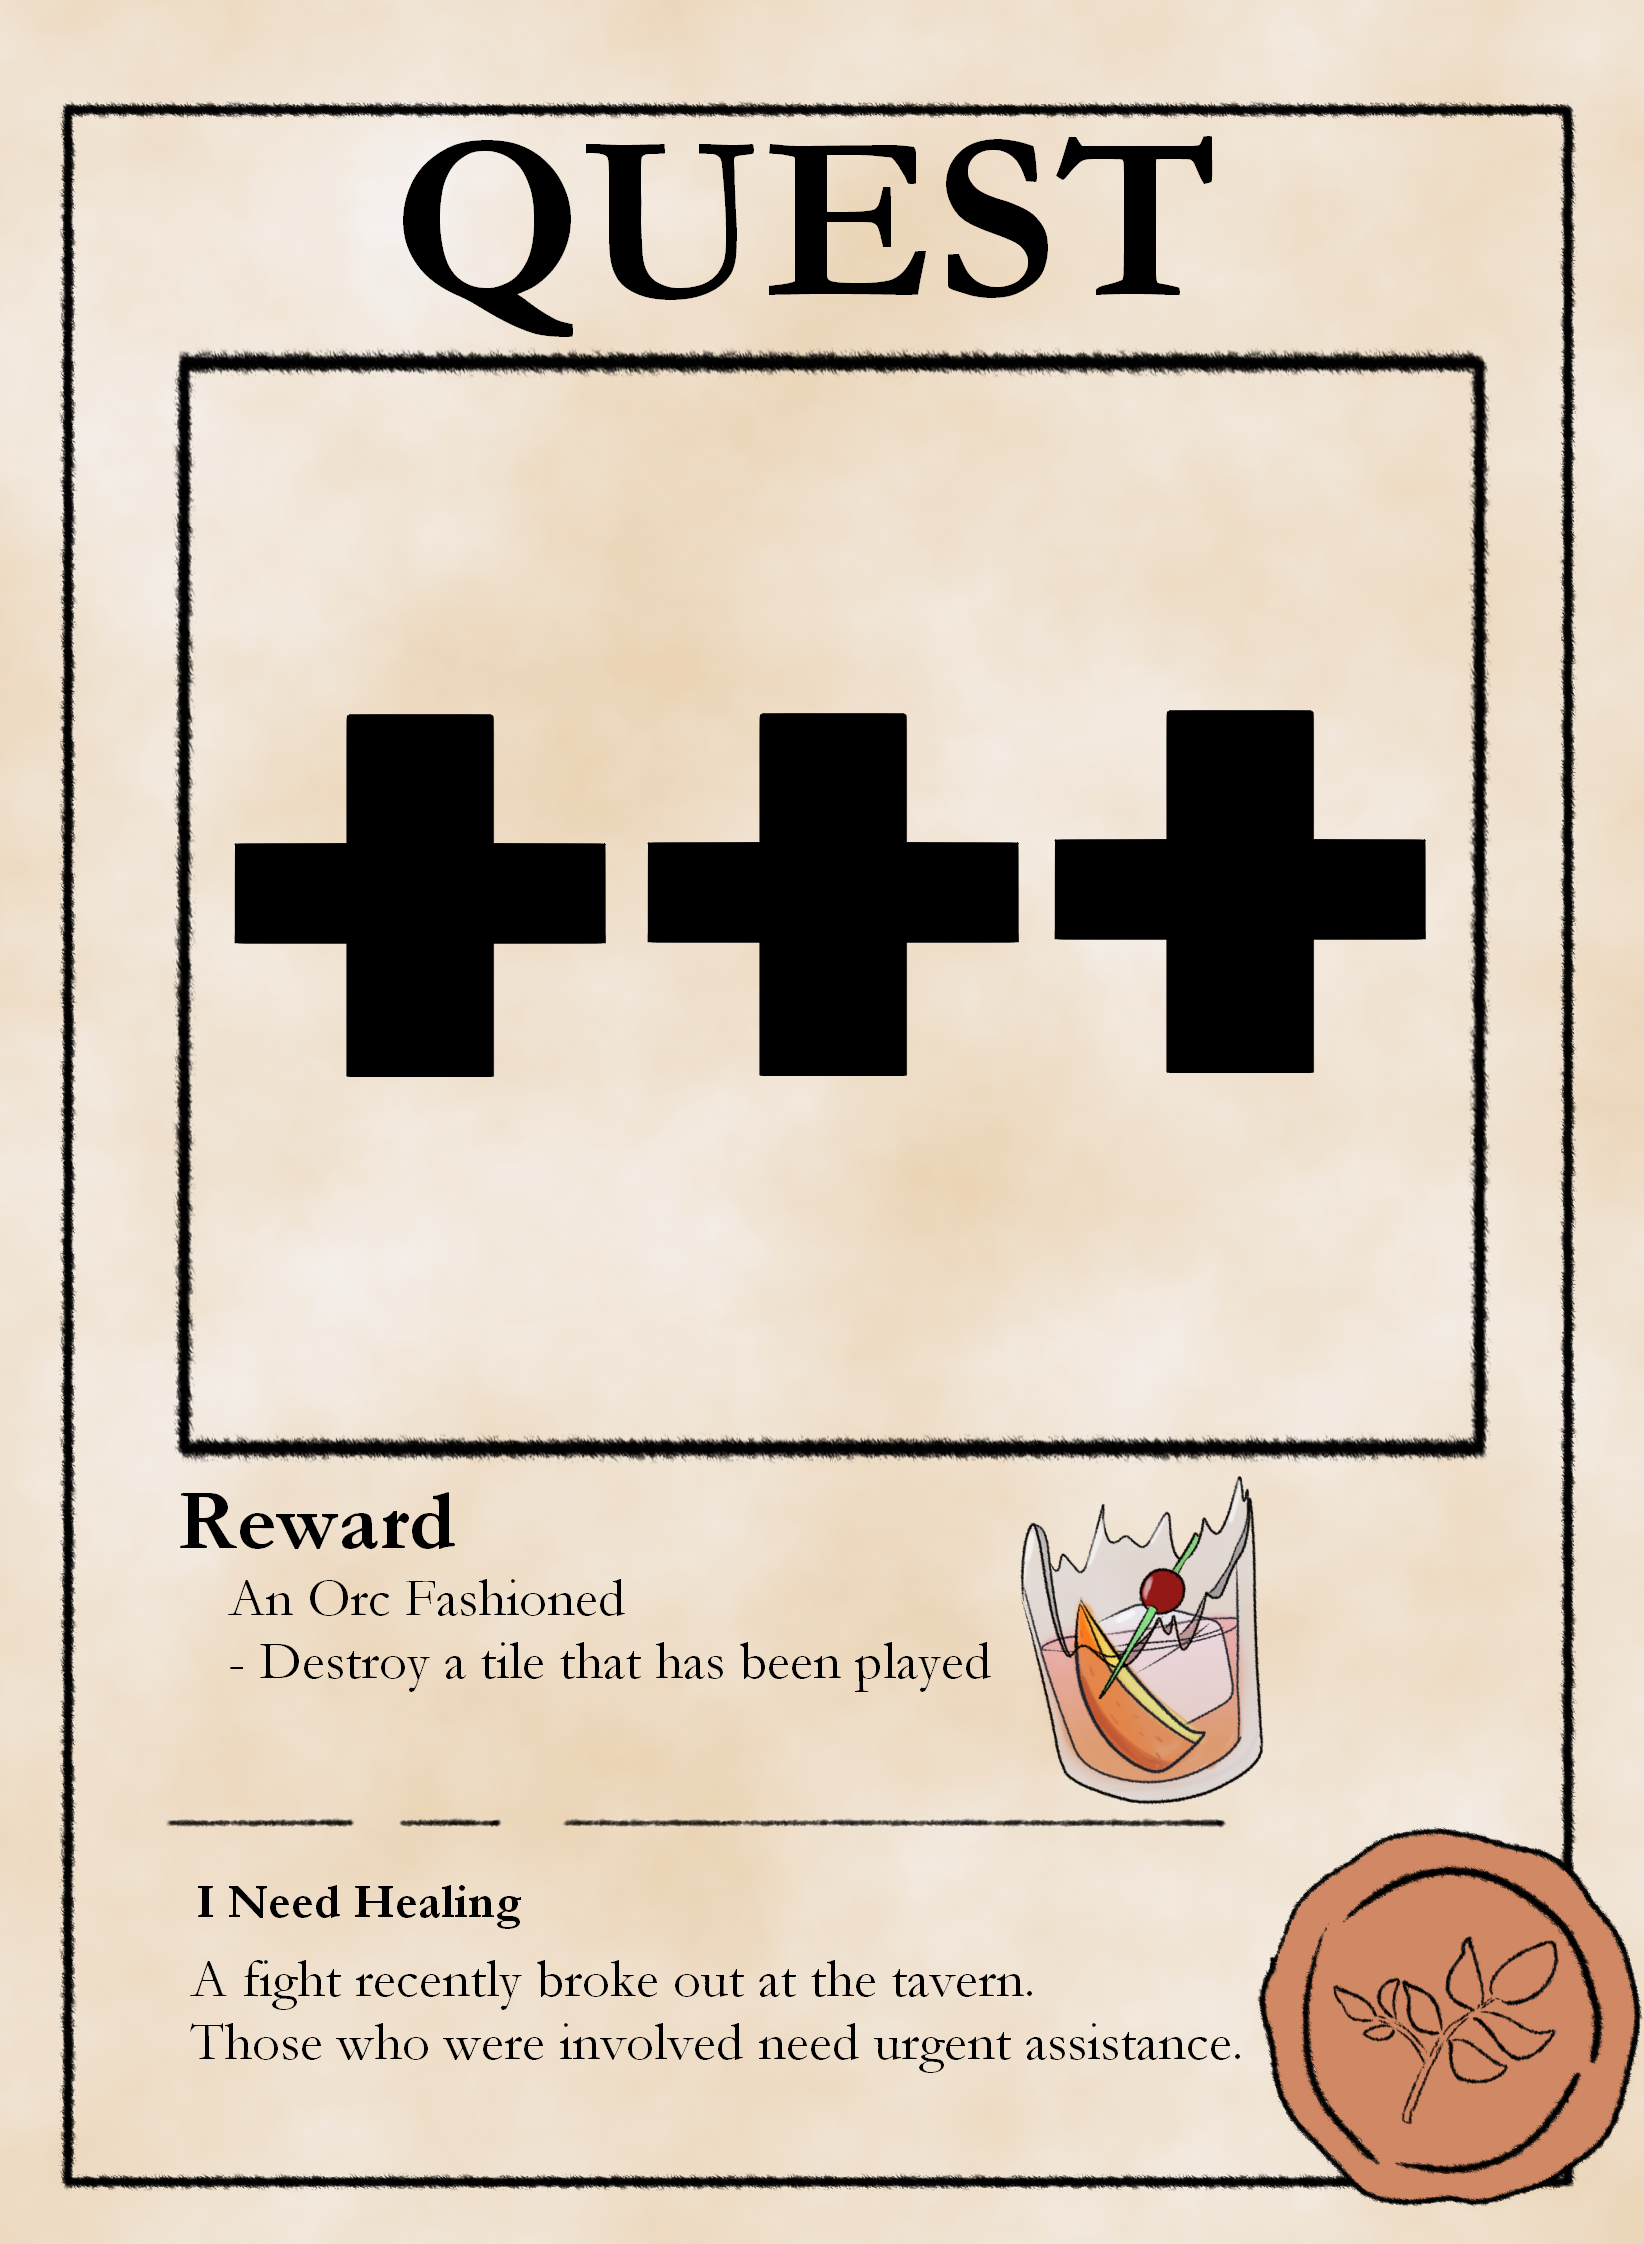 QUEST
Reward
An Orc Fashioned
- Destroy a tile that has been played
I Need Healing
A fight recently broke out at the tavern.
Those who were involved need urgent assistance.